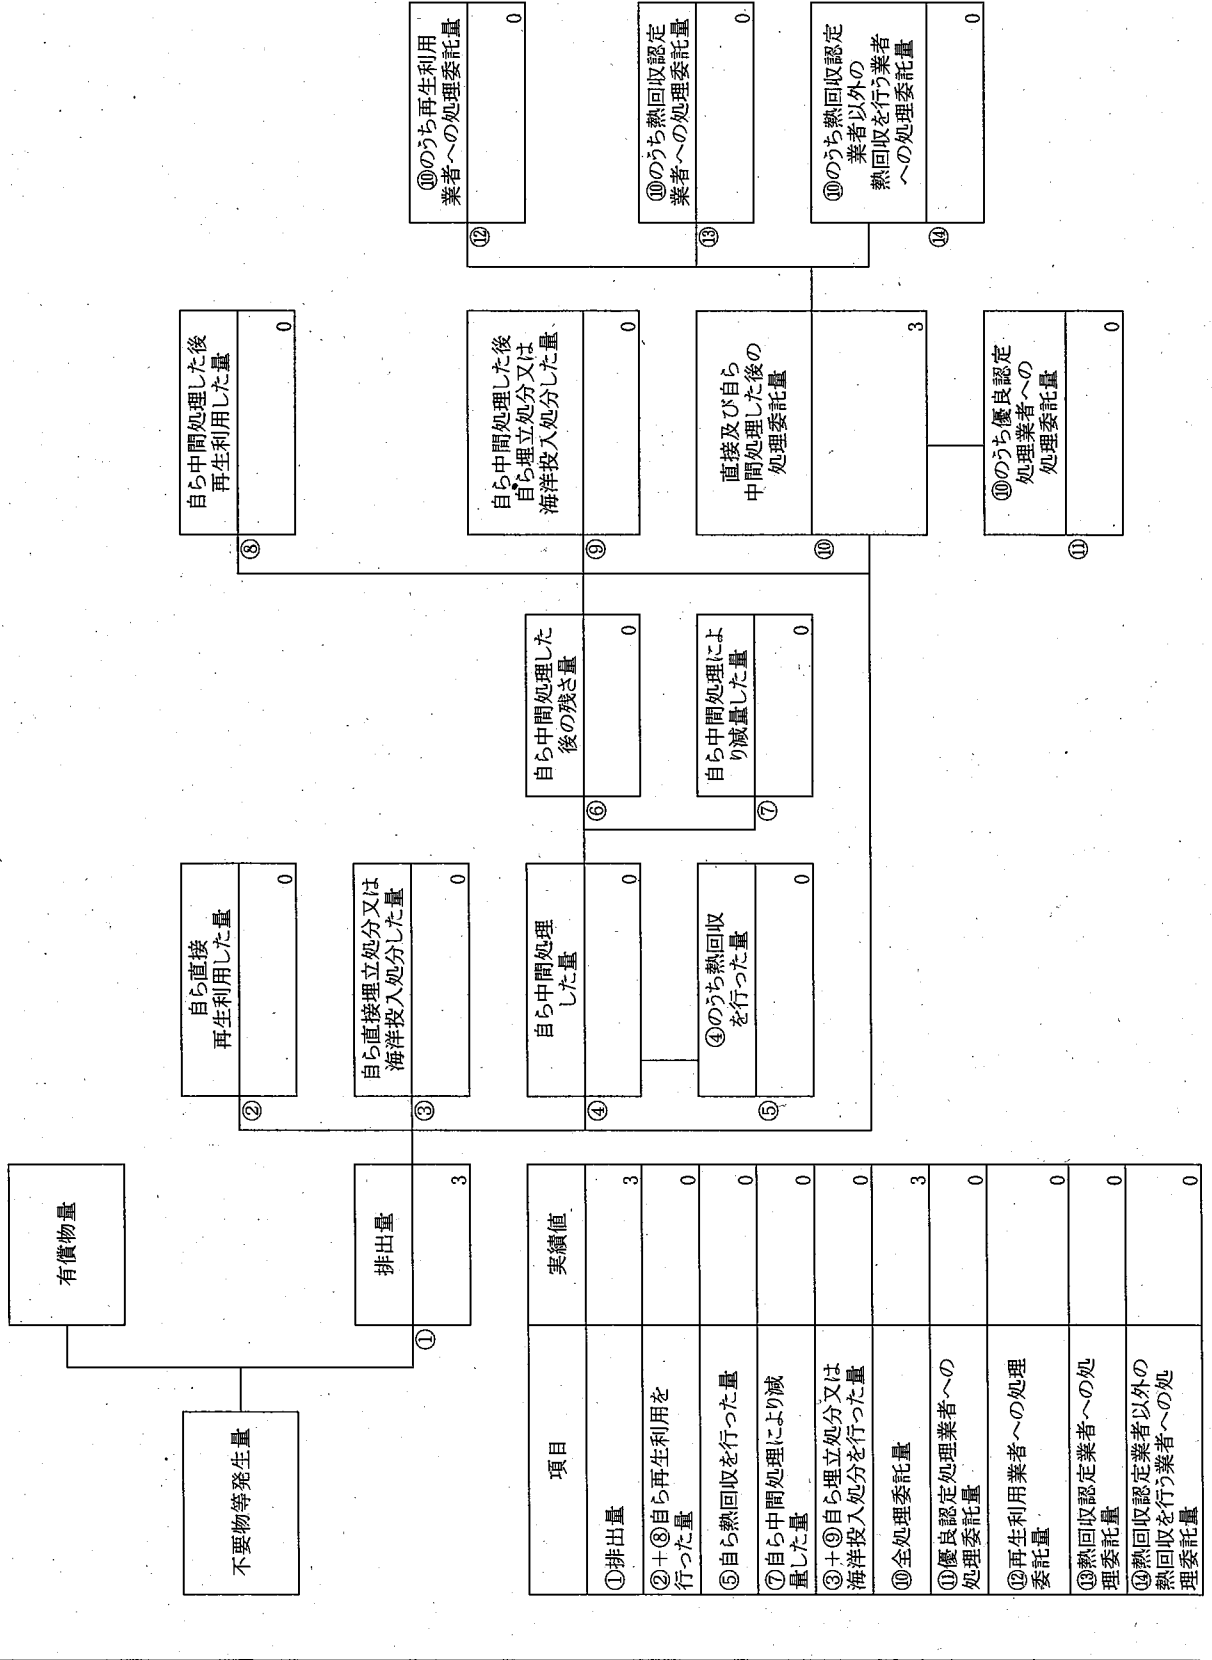 不要物等発生量
有償物量
排出量
①
3
自ら直接
再生利用した量
②
0
自ら直接埋立処分又は
海洋投入処分した量
③
0
自ら中間処理
した量
④
0
④のうち熱回収
を行った量
⑤
0
自ら中間処理した
後の残さ量
⑥
0
自ら中間処理によ
り減量した量
⑦
0
自ら中間処理した後
再生利用した量
⑧
0
自ら中間処理した後
自ら埋立処分又は
海洋投入処分した量
⑨
0
直接及び自ら
中間処理した後の
処理委託量
⑩
3
⑩のうち優良認定
処理業者への
処理委託量
⑪
0
⑩のうち再生利用
業者への処理委託量
⑫
0
⑩のうち熱回収認定
業者への処理委託量
⑬
0
⑩のうち熱回収認定
業者以外の
熱回収を行う業者
への処理委託量
⑭
0
項目 実績値
①排出量 3
②+⑧自ら再生利用を
行った量 0
⑤自ら熱回収を行った量 0
⑦自ら中間処理により減
量した量 0
③+⑨自ら埋立処分又は
海洋投入処分を行った量 0
⑩全処理委託量 3
⑪優良認定処理業者への
処理委託量 0
⑫再生利用業者への処理
委託量 0
⑬熱回収認定業者への処
理委託量 0
⑭熱回収認定業者以外の
熱回収を行う業者への処
理委託量 0